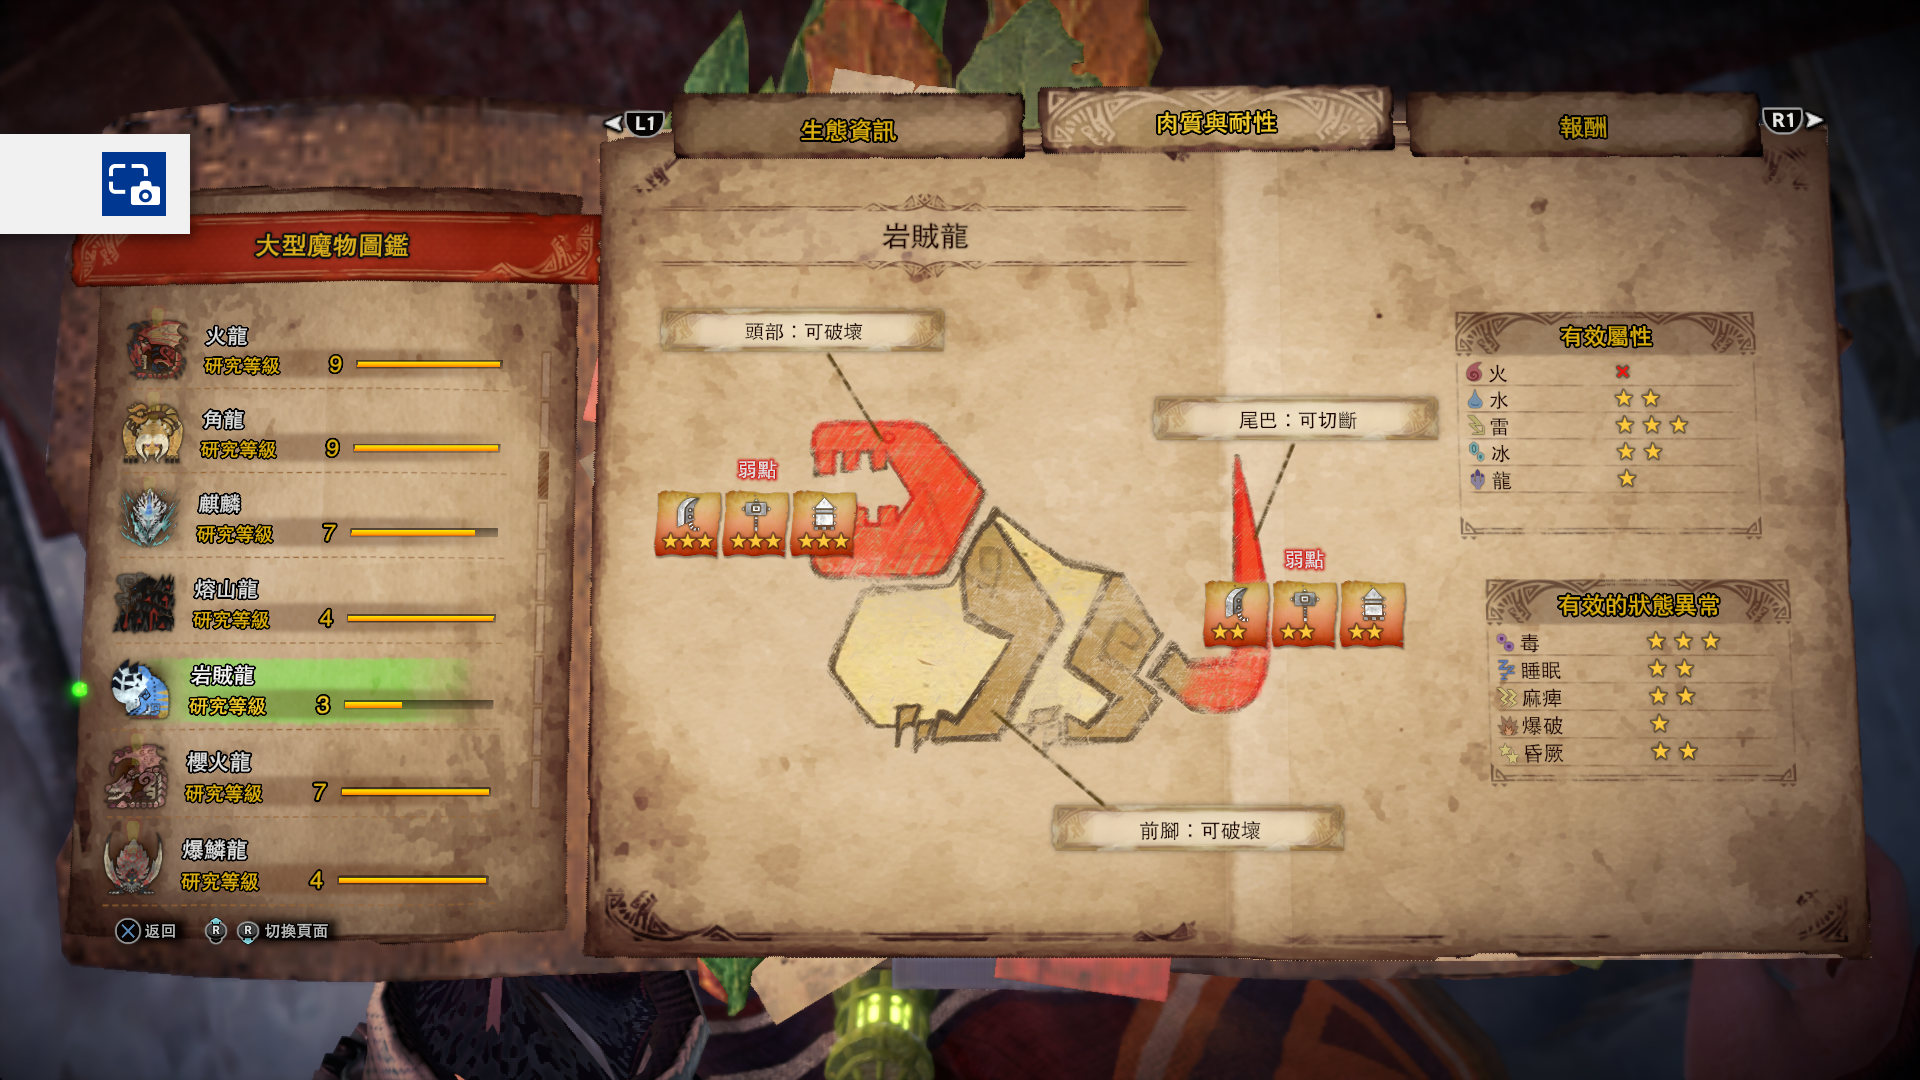 L1
生態資訊
肉質與耐性
報酬
R1
大型魔物圖鑑
火龍
研究等級 9
角龍
研究等級 9
麒麟
研究等級 7
熔山龍
研究等級 4
岩賊龍
研究等級 3
櫻火龍
研究等級 7
爆鱗龍
研究等級 4
返回 R R 切換頁面
岩賊龍
頭部：可破壞
弱點
尾巴：可切斷
弱點
前腳：可破壞
有效屬性
火
水
雷
冰
龍
有效的狀態異常
毒
睡眠
麻痺
爆破
昏厥